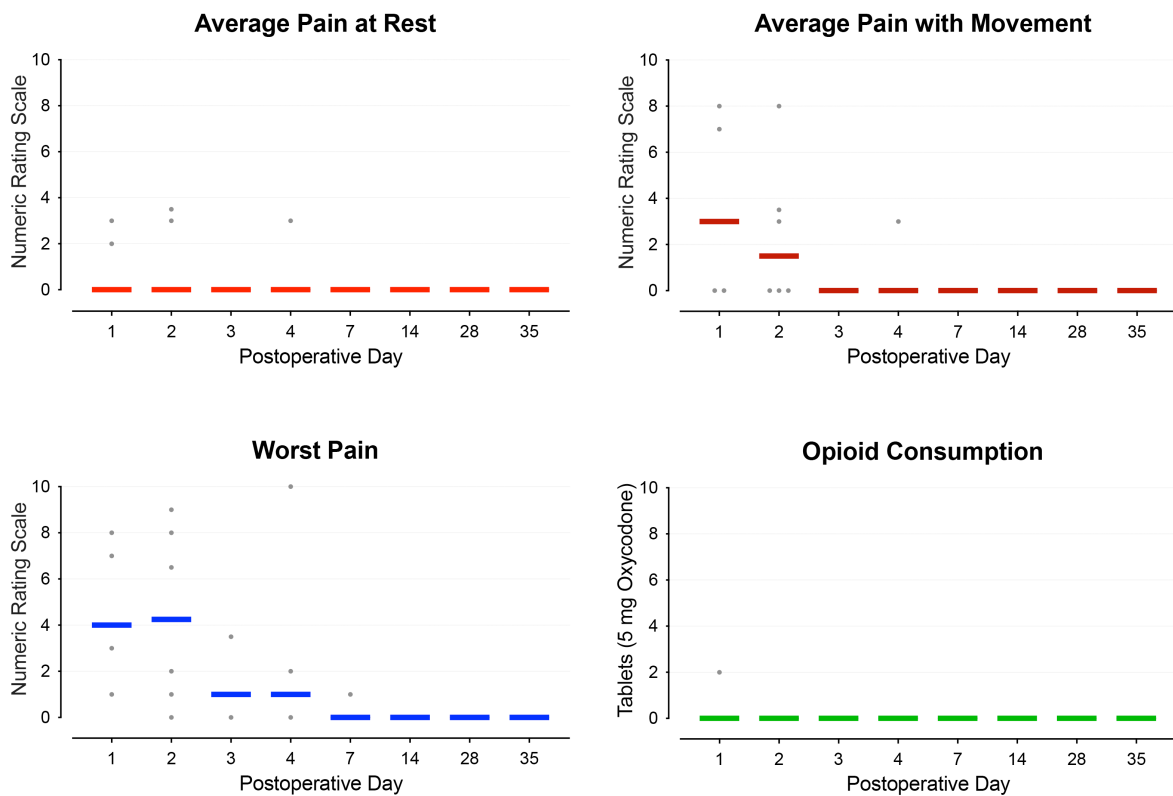 Average Pain at Rest
Numeric Rating Scale
10
8
6
4
2
0
1 2 3 4 7 14 28 35
Postoperative Day
Average Pain with Movement
Numeric Rating Scale
10
8
6
4
2
0
1 2 3 4 7 14 28 35
Postoperative Day
Worst Pain
Numeric Rating Scale
10
8
6
4
2
0
1 2 3 4 7 14 28 35
Postoperative Day
Opioid Consumption
Tablets (5 mg Oxycodone)
10
8
6
4
2
0
1 2 3 4 7 14 28 35
Postoperative Day